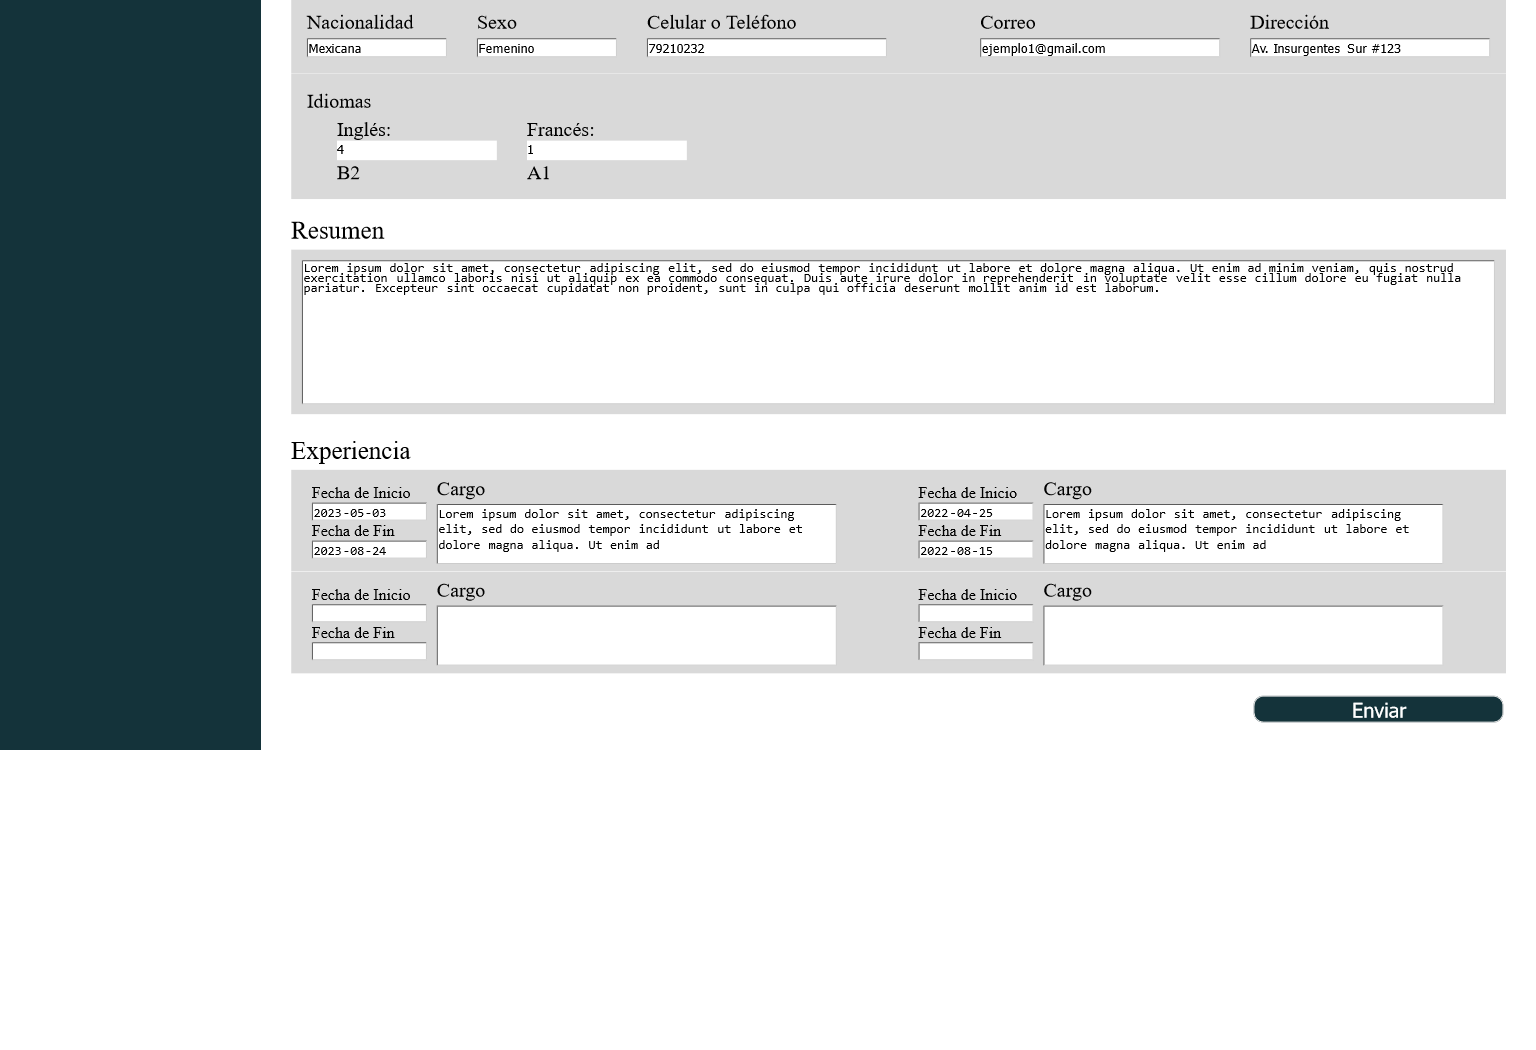 Nacionalidad Sexo Celular o Teléfono Correo Dirección
Mexicana Femenino 79210232 ejemplo1@gmail.com Av. Insurgentes Sur #123
Idiomas
Inglés: Francés:
4 1
B2 A1
Resumen
Lorem ipsum dolor sit amet, consectetur adipiscing elit, sed do eiusmod tempor incididunt ut labore et dolore magna aliqua. Ut enim ad minim veniam, quis nostrud
exercitation ullamco laboris nisi ut aliquip ex ea commodo consequat. Duis aute irure dolor in reprehenderit in voluptate velit esse cillum dolore eu fugiat nulla
pariatur. Excepteur sint occaecat cupidatat non proident, sunt in culpa qui officia deserunt mollit anim id est laborum.
Experiencia
Fecha de Inicio
2023-05-03
Fecha de Fin
2023-08-24
Cargo
Lorem ipsum dolor sit amet, consectetur adipiscing
elit, sed do eiusmod tempor incididunt ut labore et
dolore magna aliqua. Ut enim ad
Fecha de Inicio
2022-04-25
Fecha de Fin
2022-08-15
Cargo
Lorem ipsum dolor sit amet, consectetur adipiscing
elit, sed do eiusmod tempor incididunt ut labore et
dolore magna aliqua. Ut enim ad
Fecha de Inicio
Fecha de Fin
Cargo
Fecha de Inicio
Fecha de Fin
Cargo
Enviar